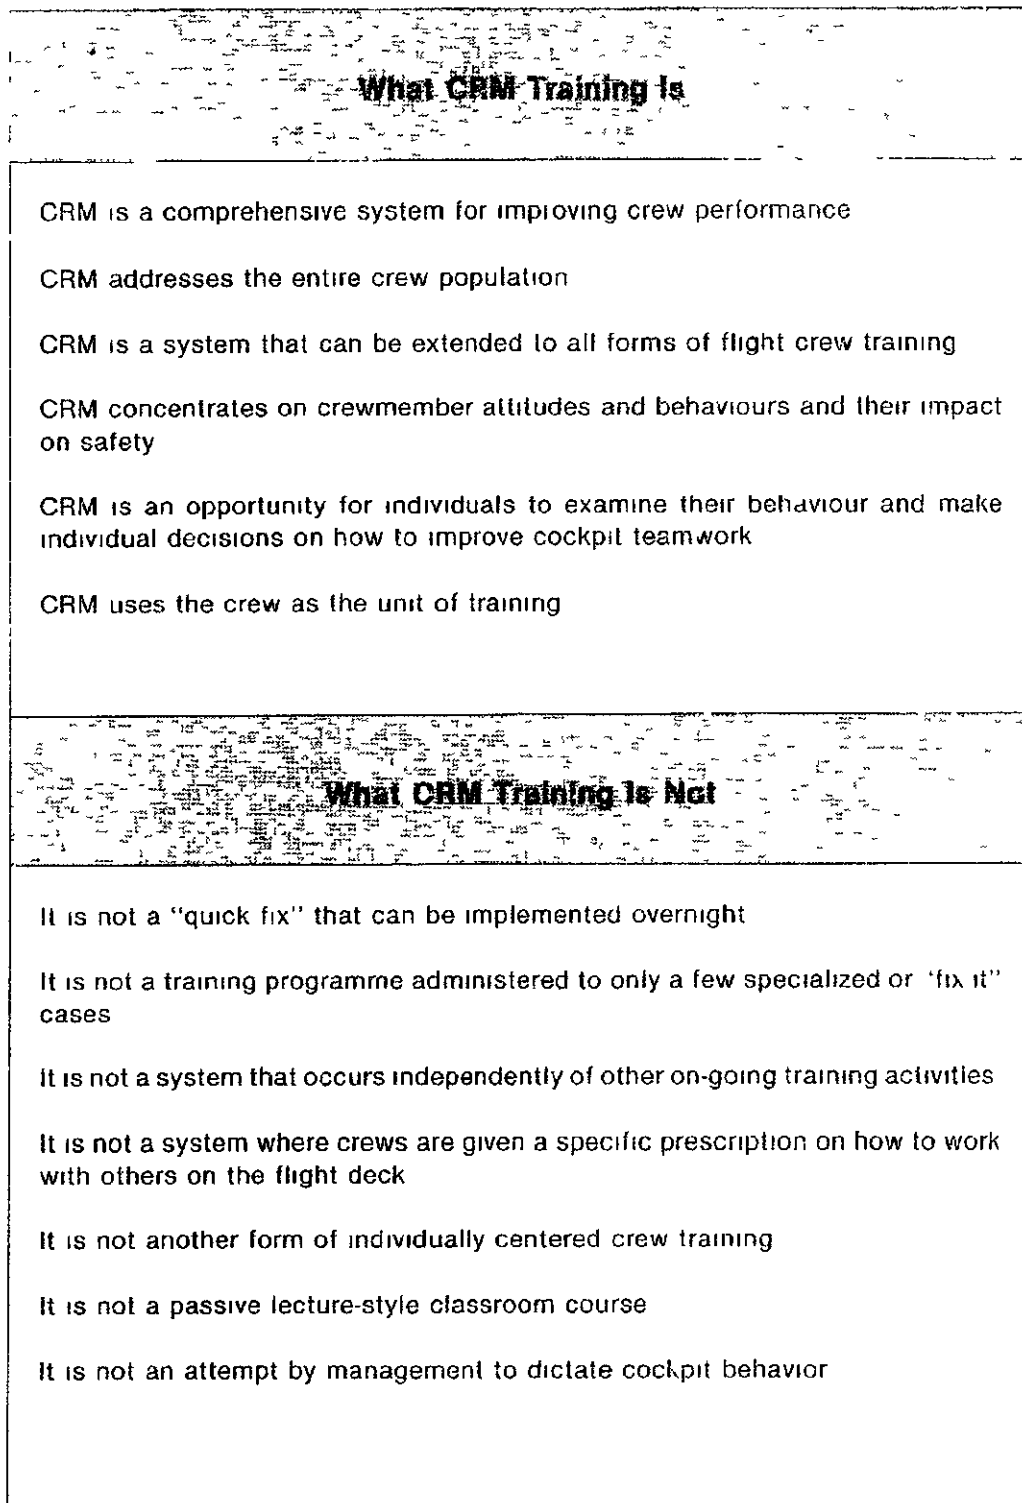 What CRM Training Is
CRM is a comprehensive system for improving crew performance
CRM addresses the entire crew population
CRM is a system that can be extended to all forms of flight crew training
CRM concentrates on crewmember attitudes and behaviours and their impact
on safety
CRM is an opportunity for individuals to examine their behaviour and make
individual decisions on how to improve cockpit teamwork
CRM uses the crew as the unit of training
What CRM Training Is Not
It is not a “quick fix” that can be implemented overnight
It is not a training programme administered to only a few specialized or ‘fix it”
cases
It is not a system that occurs independently of other on-going training activities
It is not a system where crews are given a specific prescription on how to work
with others on the flight deck
It is not another form of individually centered crew training
It is not a passive lecture-style classroom course
It is not an attempt by management to dictate cockpit behavior